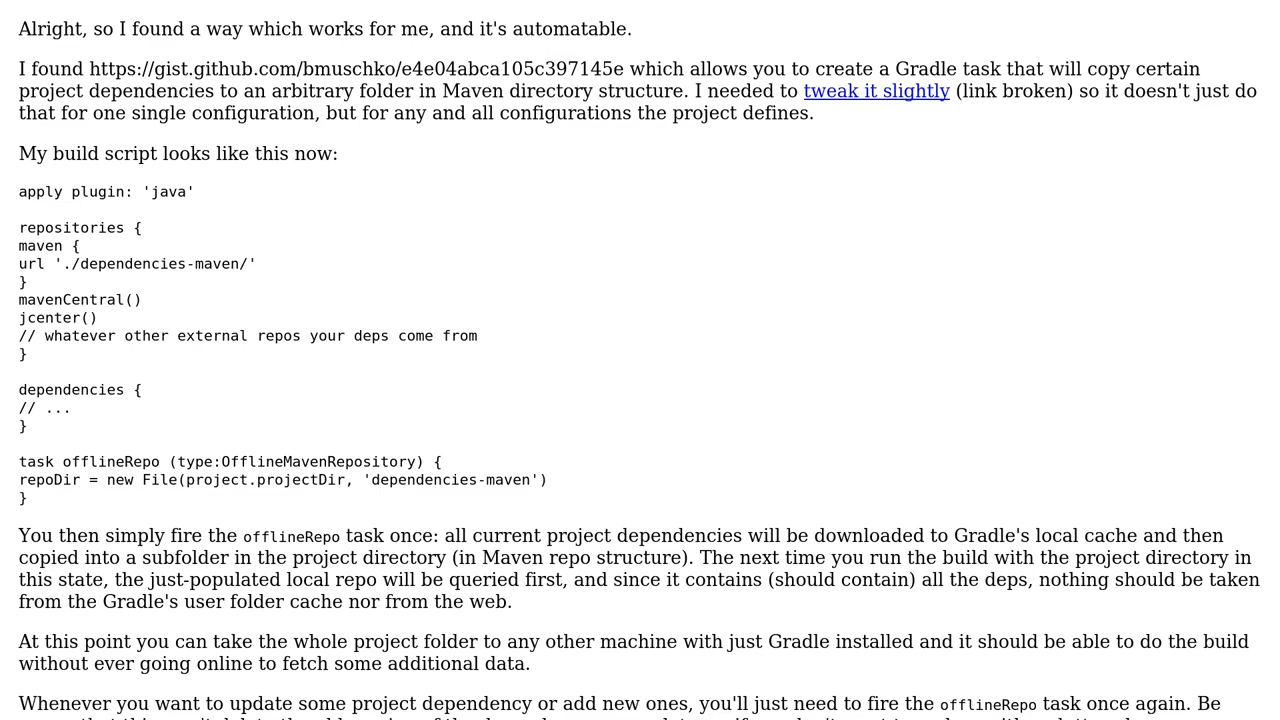 Alright, so I found a way which works for me, and it's automatable.
I found https://gist.github.com/bmuschko/e4e04abca105c397145e which allows you to create a Gradle task that will copy certain
project dependencies to an arbitrary folder in Maven directory structure. I needed to tweak it slightly (link broken) so it doesn't just do
that for one single configuration, but for any and all configurations the project defines.
My build script looks like this now:
apply plugin: 'java'
repositories {
maven {
url './dependencies-maven/'
}
mavenCentral()
jcenter()
// whatever other external repos your deps come from
}
dependencies {
// ...
}
task offlineRepo (type:OfflineMavenRepository) {
repoDir = new File(project.projectDir, 'dependencies-maven')
}
You then simply fire the offlineRepo task once: all current project dependencies will be downloaded to Gradle's local cache and then
copied into a subfolder in the project directory (in Maven repo structure). The next time you run the build with the project directory in
this state, the just-populated local repo will be queried first, and since it contains (should contain) all the deps, nothing should be taken
from the Gradle's user folder cache nor from the web.
At this point you can take the whole project folder to any other machine with just Gradle installed and it should be able to do the build
without ever going online to fetch some additional data.
Whenever you want to update some project dependency or add new ones, you'll just need to fire the offlineRepo task once again. Be